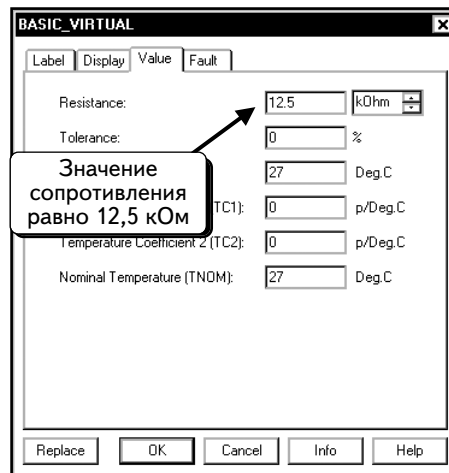 BASIC_VIRTUAL
Label Display Value Fault
Resistance: 12.5 kOhm
Tolerance: 0 %
27 Deg.C
Значение
сопротивления
равно 12,5 кОм
TC1): 0 p/Deg.C
Temperature Coefficient 2 (TC2): 0 p/Deg.C
Nominal Temperature (TNOM): 27 Deg.C
Replace OK Cancel Info Help